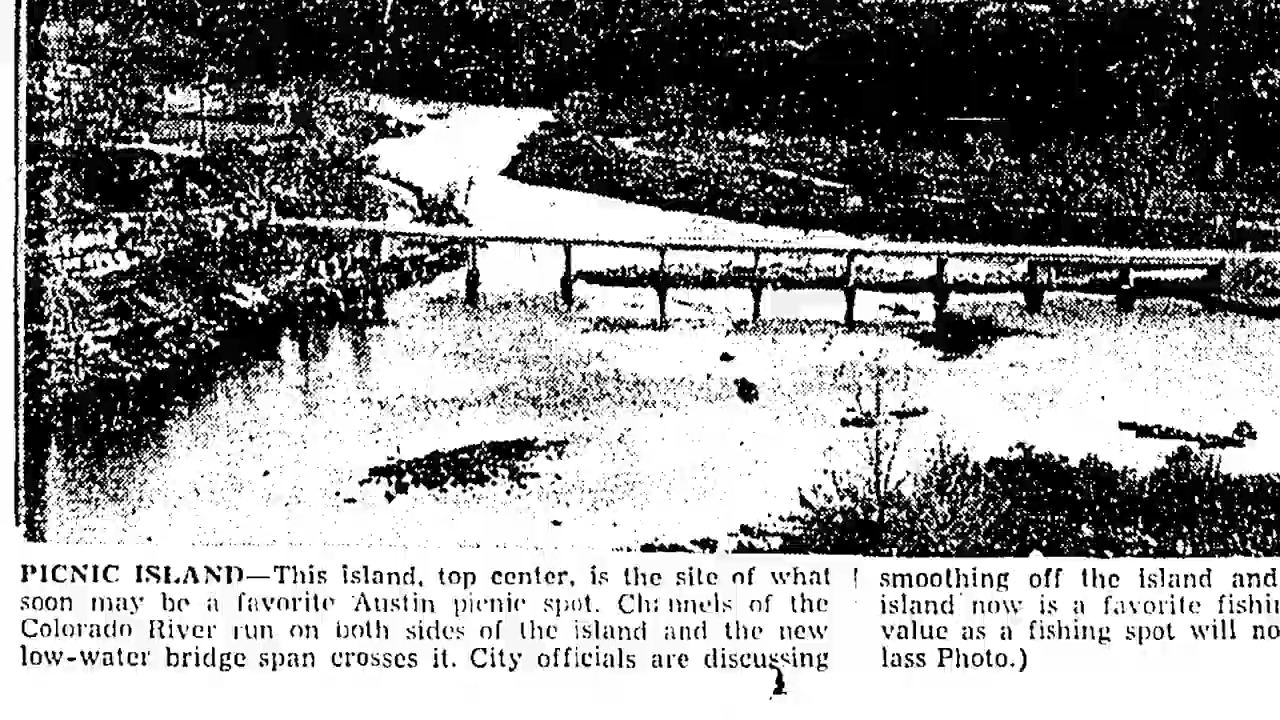 PICNIC ISLAND—This island, top center, is the site of what
soon may be a favorite Austin picnic spot. Channels of the
Colorado River run on both sides of the island and the new
low-water bridge span crosses it. City officials are discussing
smoothing off the island and
island now is a favorite fishi
value as a fishing spot will no
lass Photo.)